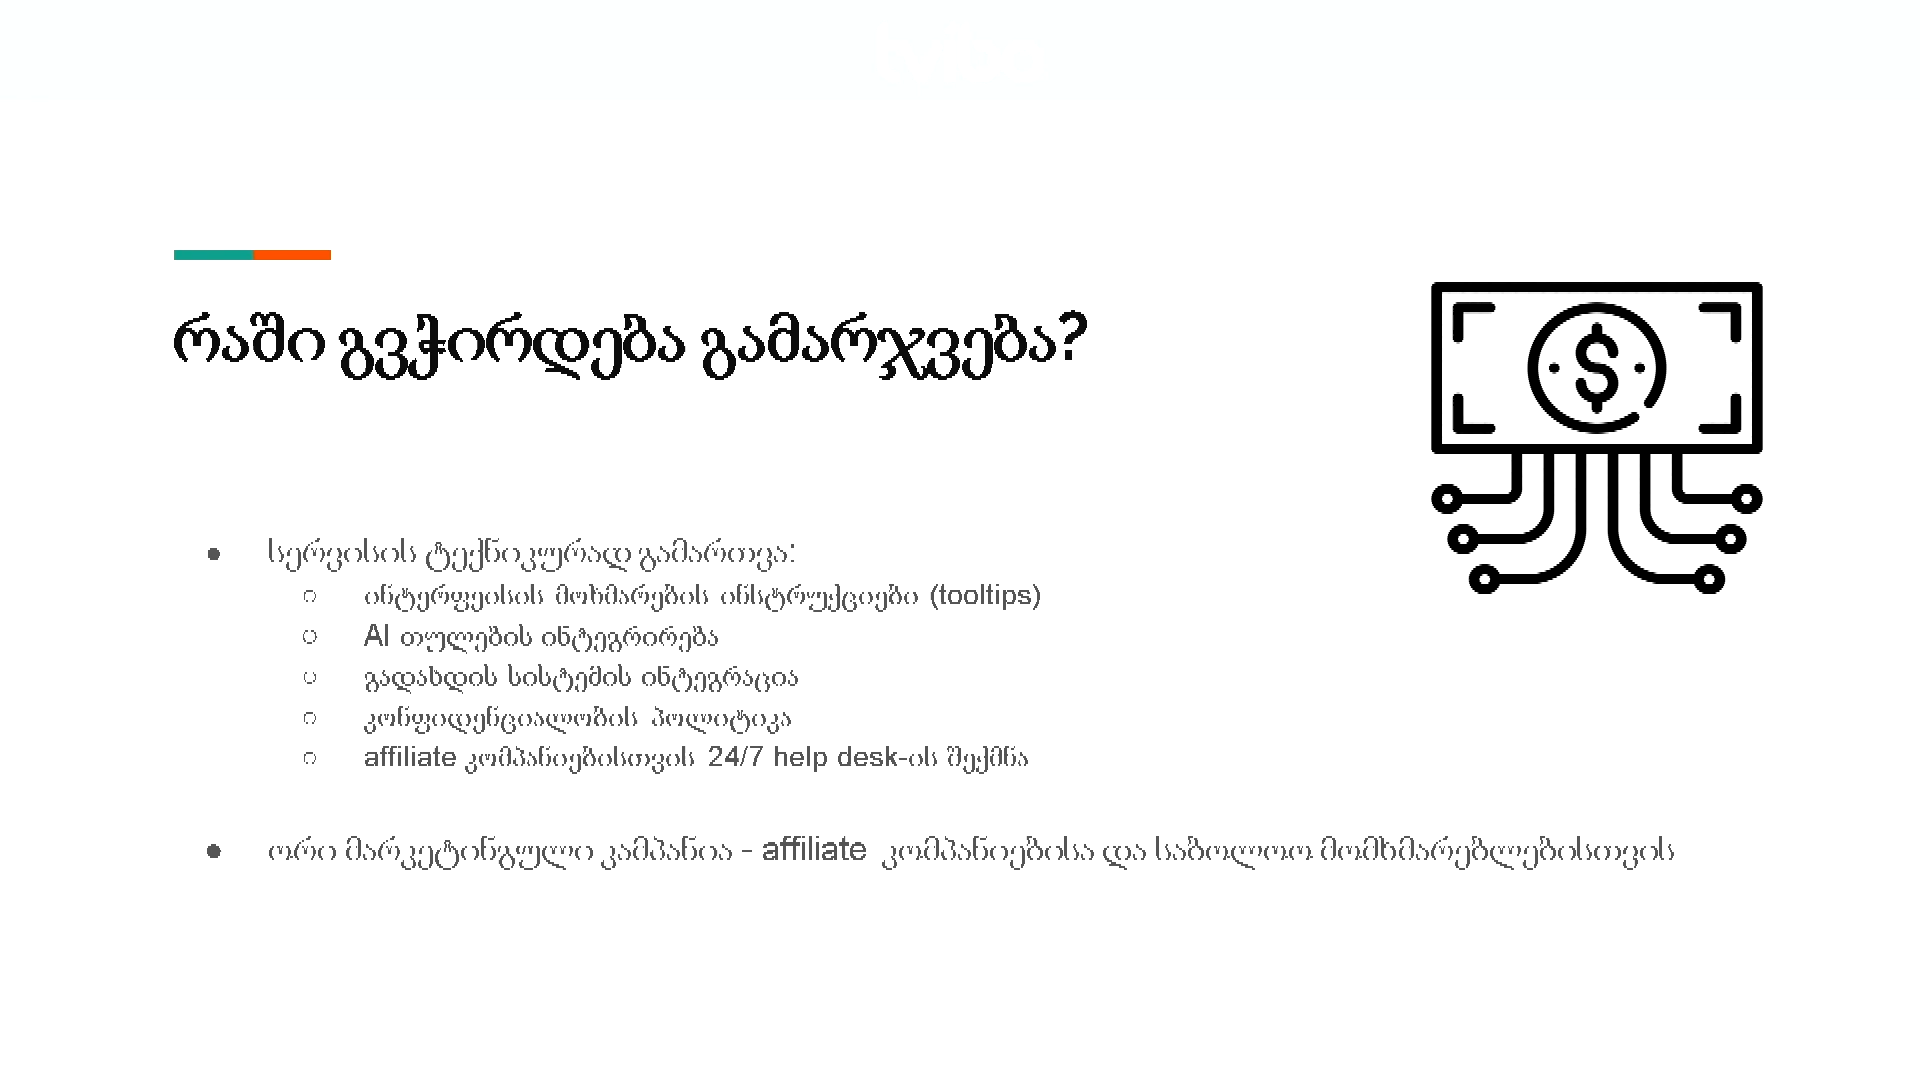 რაში გვჭირდება გამარჯვება?
● სერვისის ტექნიკურად გამართვა:
○ ინტერფეისის მოხმარების ინსტრუქციები (tooltips)
○ AI თულების ინტეგრირება
○ გადახდის სისტემის ინტეგრაცია
○ კონფიდენციალობის პოლიტიკა
○ affiliate კომპანიებისთვის 24/7 help desk-ის შექმნა
● ორი მარკეტინგული კამპანია - affiliate კომპანიებისა და საბოლოო მომხმარებლებისთვის